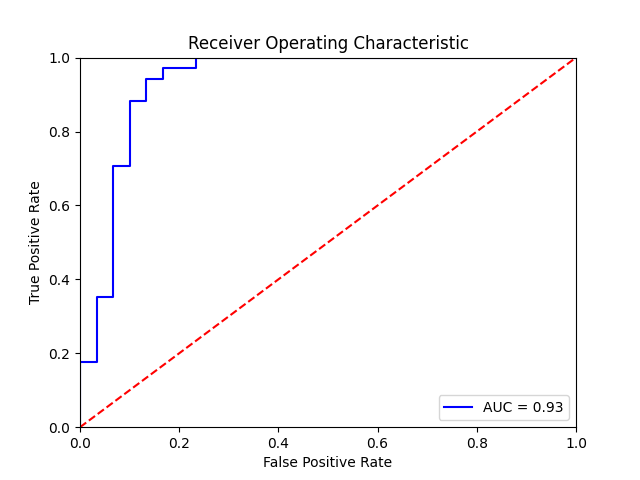 Receiver Operating Characteristic
True Positive Rate
1.0
0.8
0.6
0.4
0.2
0.0
AUC = 0.93
0.0 0.2 0.4 0.6 0.8 1.0
False Positive Rate